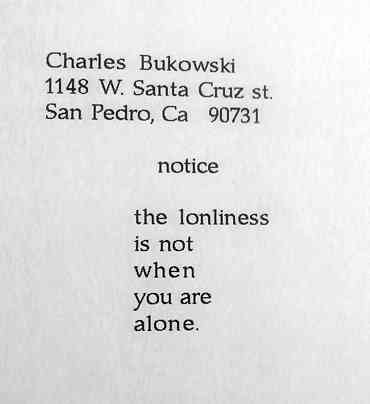 Charles Bukowski
1148 W. Santa Cruz st.
San Pedro, Ca 90731
notice
the lonliness
is not
when
you are
alone.